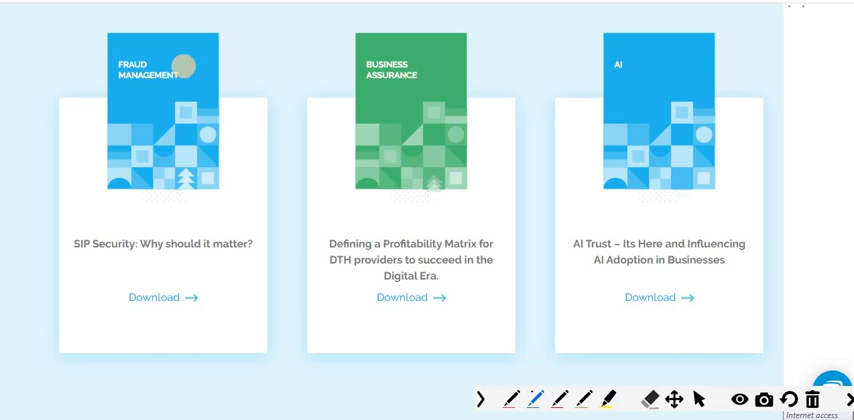 FRAUD
MANAGEMENT
BUSINESS
ASSURANCE
AI
SIP Security: Why should it matter?
Defining a Profitability Matrix for
DTH providers to succeed in the
Digital Era.
AI Trust – Its Here and Influencing
AI Adoption in Businesses
Download
Download
Download
Internet access